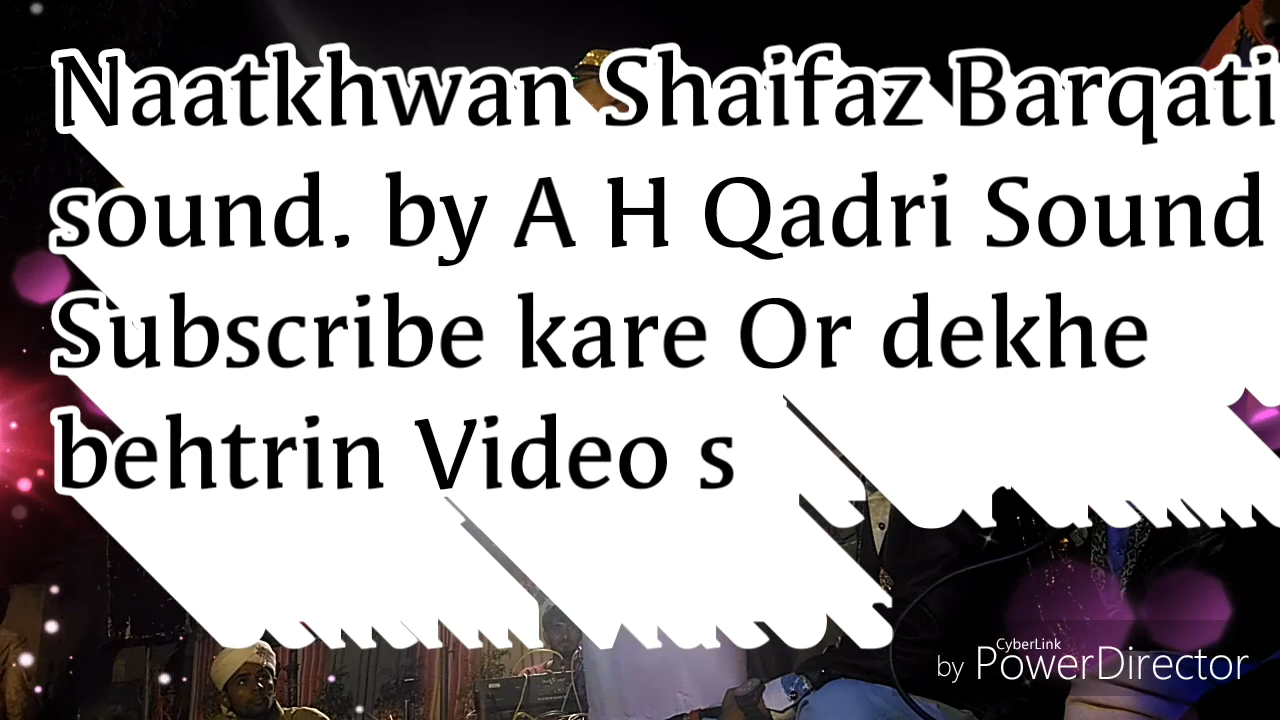 Naatkhwan Shaifaz Barqati
sound. by A H Qadri Sound
Subscribe kare Or dekhe
behtrin Video s
CyberLink
by PowerDirector